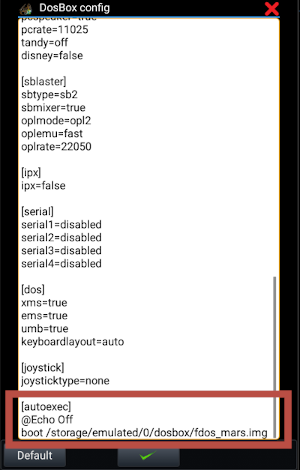 DosBox config
pcspeaker=true
pcrate=11025
tandy=off
disney=false
[sblaster]
sbtype=sb2
sbmixer=true
oplmode=opl2
oplemu=fast
oplrate=22050
[ipx]
ipx=false
[serial]
serial1=disabled
serial2=disabled
serial3=disabled
serial4=disabled
[dos]
xms=true
ems=true
umb=true
keyboardlayout=auto
[joystick]
joysticktype=none
[autoexec]
@Echo Off
boot /storage/emulated/0/dosbox/fdos_mars.img
Default